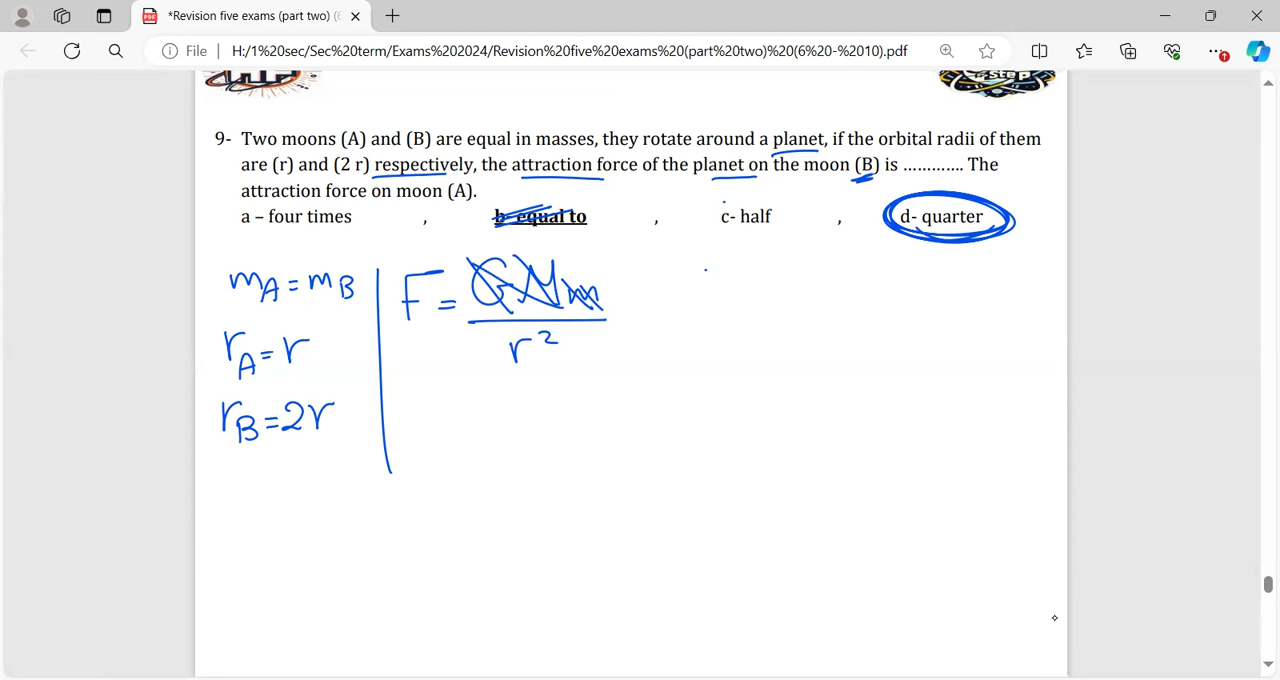 *Revision five exams (part two) (6
File
H:/1%20sec/Sec%20term/Exams%202024/Revision%20five%20exams%20(part%20two)%20(6%20-%2010).pdf
STEP
9- Two moons (A) and (B) are equal in masses, they rotate around a planet, if the orbital radii of them
are (r) and (2 r) respectively, the attraction force of the planet on the moon (B) is ............. The
attraction force on moon (A).
a – four times , b- equal to , c- half , d- quarter
mA = mB
F = GMm
r²
rA = r
rB = 2r